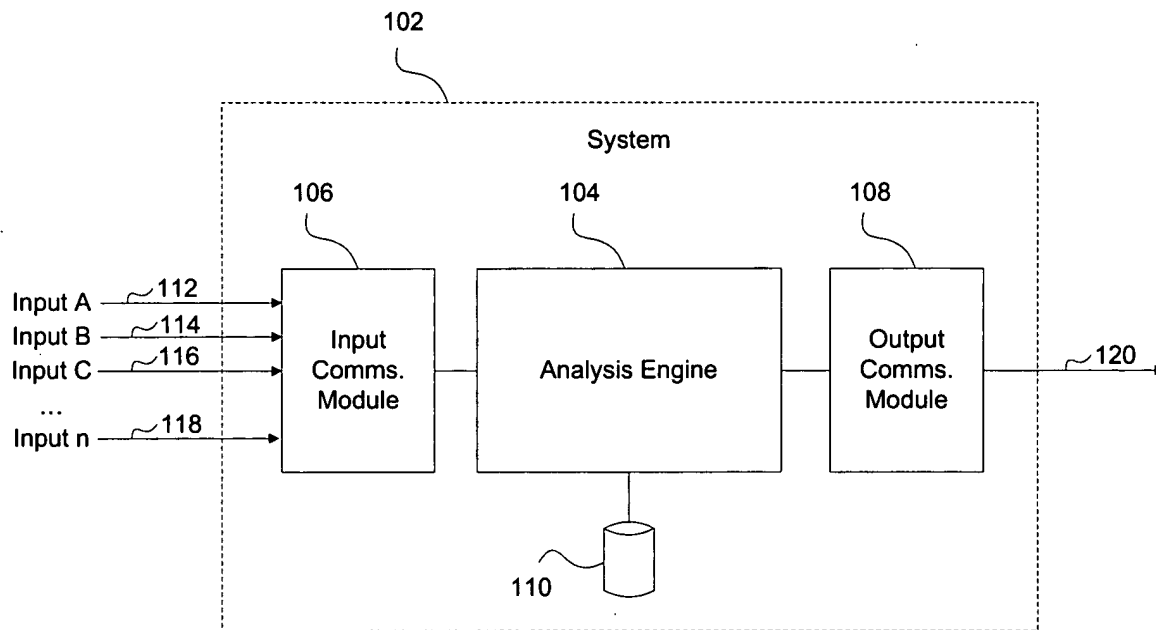 102
System
106
104
108
Input A
112
Input B
114
Input C
116
...
Input n
118
Input
Comms.
Module
Analysis Engine
Output
Comms.
Module
120
110